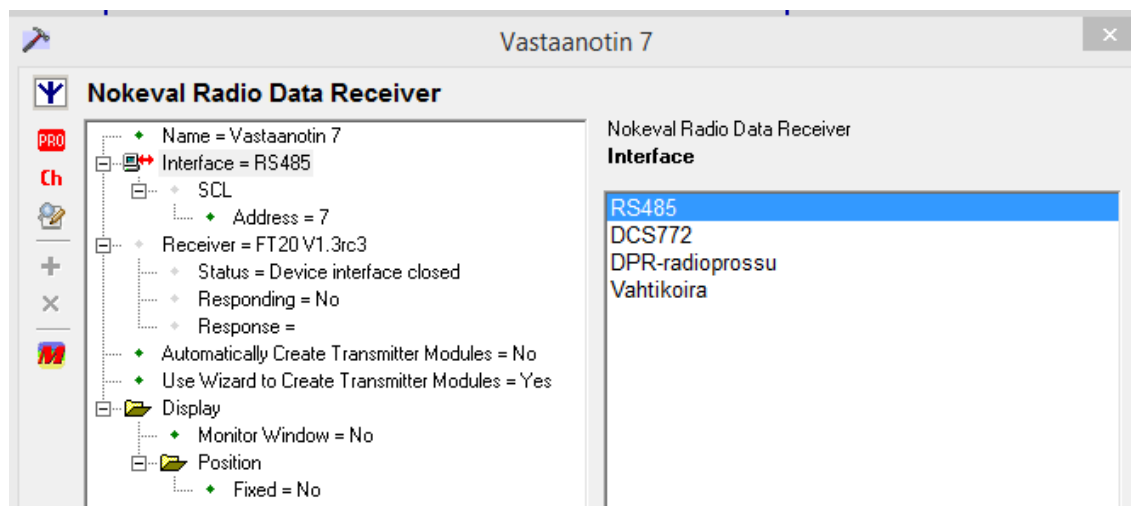 Vastaanotin 7
Nokeval Radio Data Receiver
PRO
Ch
M
Name = Vastaanotin 7
Interface = RS485
SCL
Address = 7
Receiver = FT20 V1.3rc3
Status = Device interface closed
Responding = No
Response =
Automatically Create Transmitter Modules = No
Use Wizard to Create Transmitter Modules = Yes
Display
Monitor Window = No
Position
Fixed = No
Nokeval Radio Data Receiver
Interface
RS485
DCS772
DPR-radioprossu
Vahtikoira